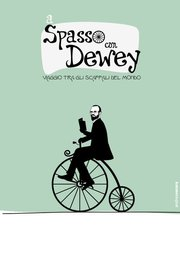 a
Spasso con
Dewey
VIAGGIO TRA GLI SCAFFALI DEL MONDO